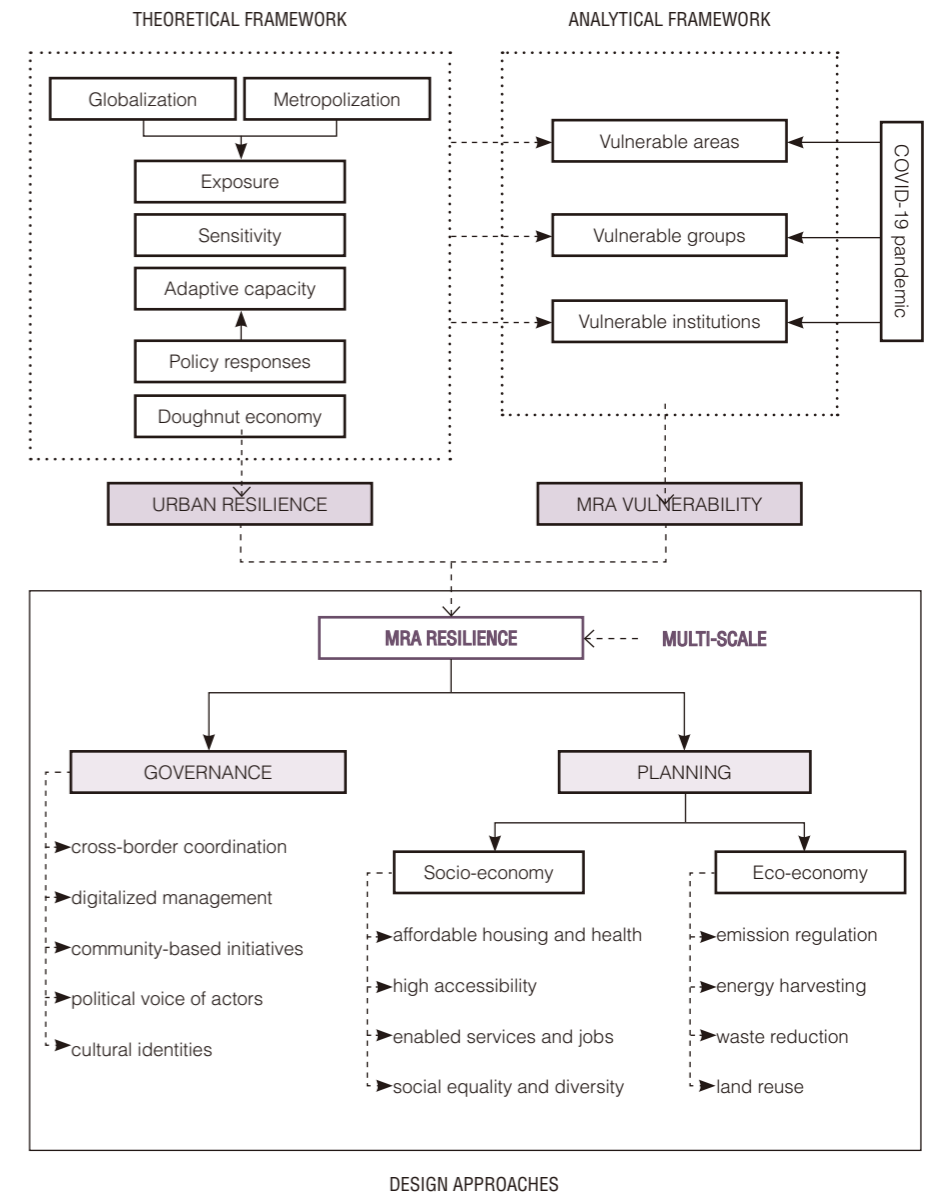 THEORETICAL FRAMEWORK
ANALYTICAL FRAMEWORK
Globalization
Metropolization
Exposure
Sensitivity
Adaptive capacity
Policy responses
Doughnut economy
Vulnerable areas
Vulnerable groups
Vulnerable institutions
COVID-19 pandemic
URBAN RESILIENCE
MRA VULNERABILITY
MRA RESILIENCE
MULTI-SCALE
GOVERNANCE
cross-border coordination
digitalized management
community-based initiatives
political voice of actors
cultural identities
PLANNING
Socio-economy
affordable housing and health
high accessibility
enabled services and jobs
social equality and diversity
Eco-economy
emission regulation
energy harvesting
waste reduction
land reuse
DESIGN APPROACHES